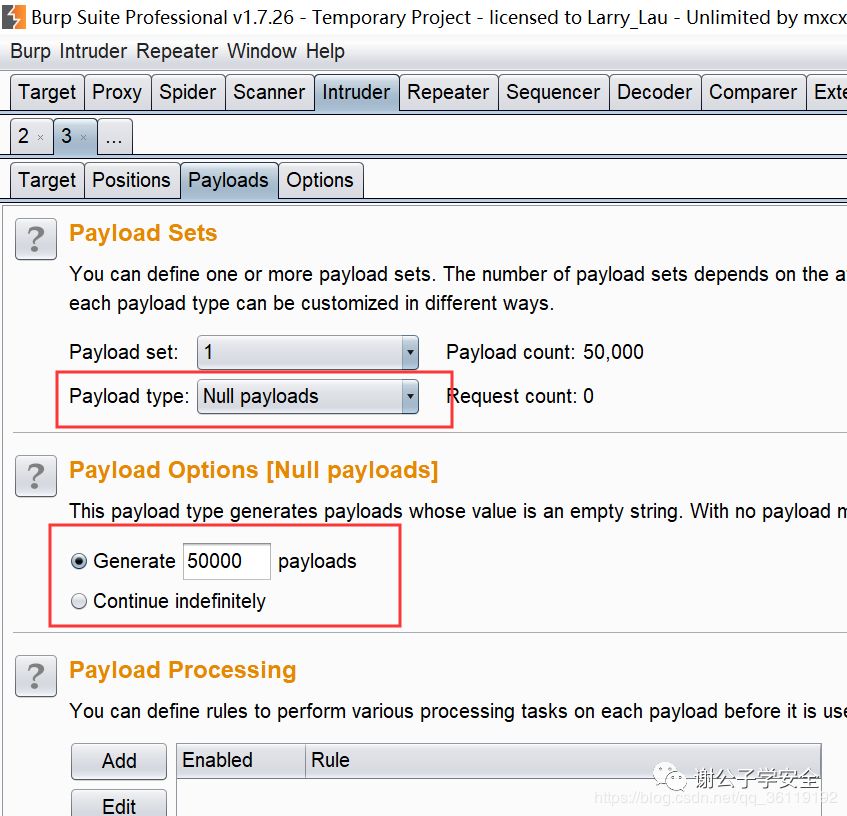 Burp Suite Professional v1.7.26 - Temporary Project - licensed to Larry_Lau - Unlimited by mxcx
Burp Intruder Repeater Window Help
Target Proxy Spider Scanner Intruder Repeater Sequencer Decoder Comparer Exte
2 × 3 × ...
Target Positions Payloads Options
? Payload Sets
You can define one or more payload sets. The number of payload sets depends on the a
each payload type can be customized in different ways.
Payload set: 1 Payload count: 50,000
Payload type: Null payloads Request count: 0
? Payload Options [Null payloads]
This payload type generates payloads whose value is an empty string. With no payload m
Generate 50000 payloads
Continue indefinitely
? Payload Processing
You can define rules to perform various processing tasks on each payload before it is use
Add Enabled Rule
Edit
谢公子学安全
https://blog.csdn.net/qq_36119192